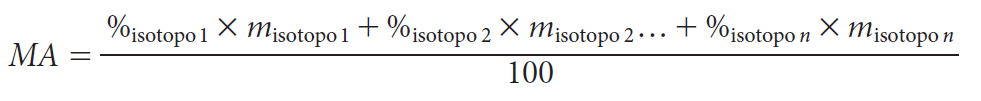 MA = (%isotopo 1 × misotopo 1 + %isotopo 2 × misotopo 2… + %isotopo n × misotopo n) / 100